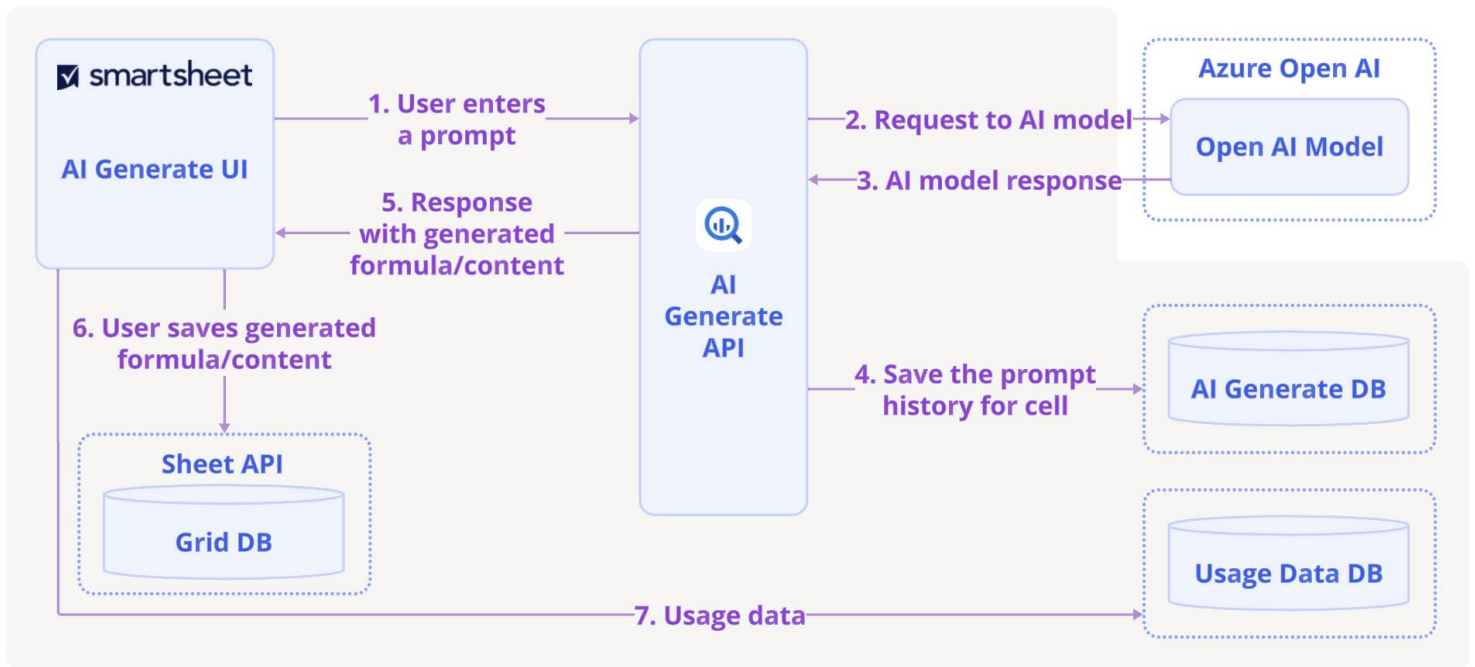 smartsheet
AI Generate UI
1. User enters
a prompt
2. Request to AI model
Azure Open AI
Open AI Model
3. AI model response
5. Response
with generated
formula/content
AI
Generate
API
6. User saves generated
formula/content
4. Save the prompt
history for cell
AI Generate DB
Sheet API
Grid DB
Usage Data DB
7. Usage data